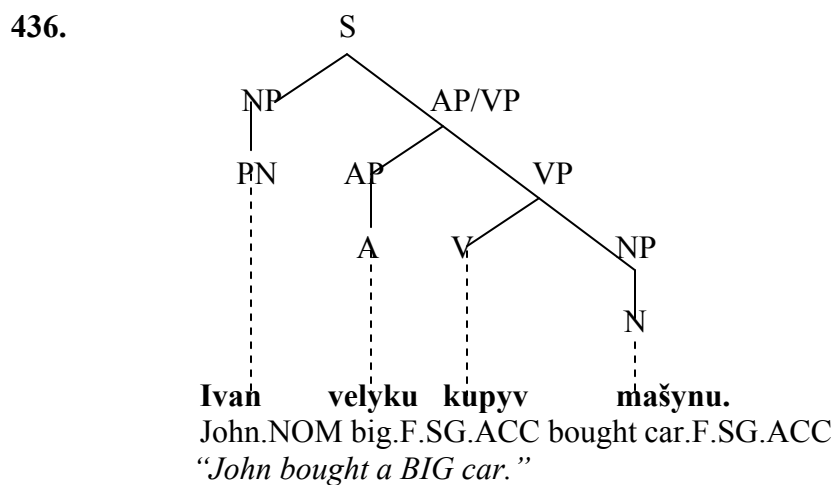 436.
S
NP AP/VP
PN AP VP
A V NP
N
Ivan velyku kupyv mašynu.
John.NOM big.F.SG.ACC bought car.F.SG.ACC
“John bought a BIG car.”